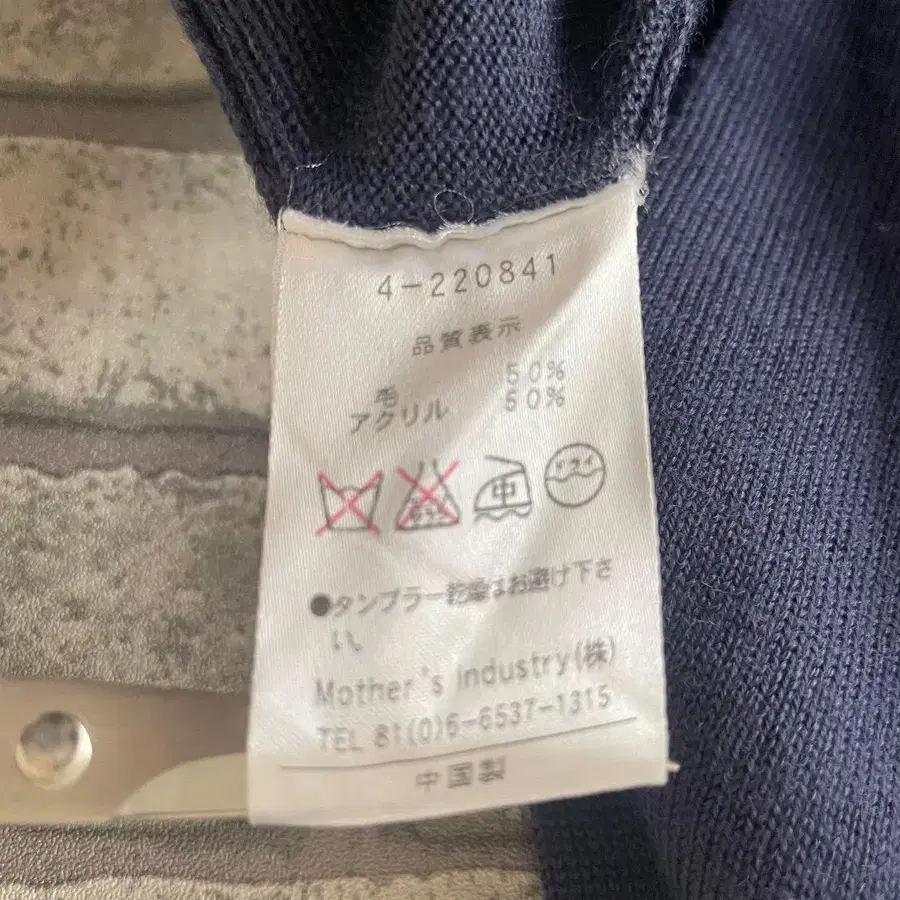 4-220841
品質表示
毛 50%
アクリル 50%
中 ドライ
●タンブラー乾燥はお避け下さ
い。
Mother's Industry(株)
TEL 81(0)6-6537-1315
中国製